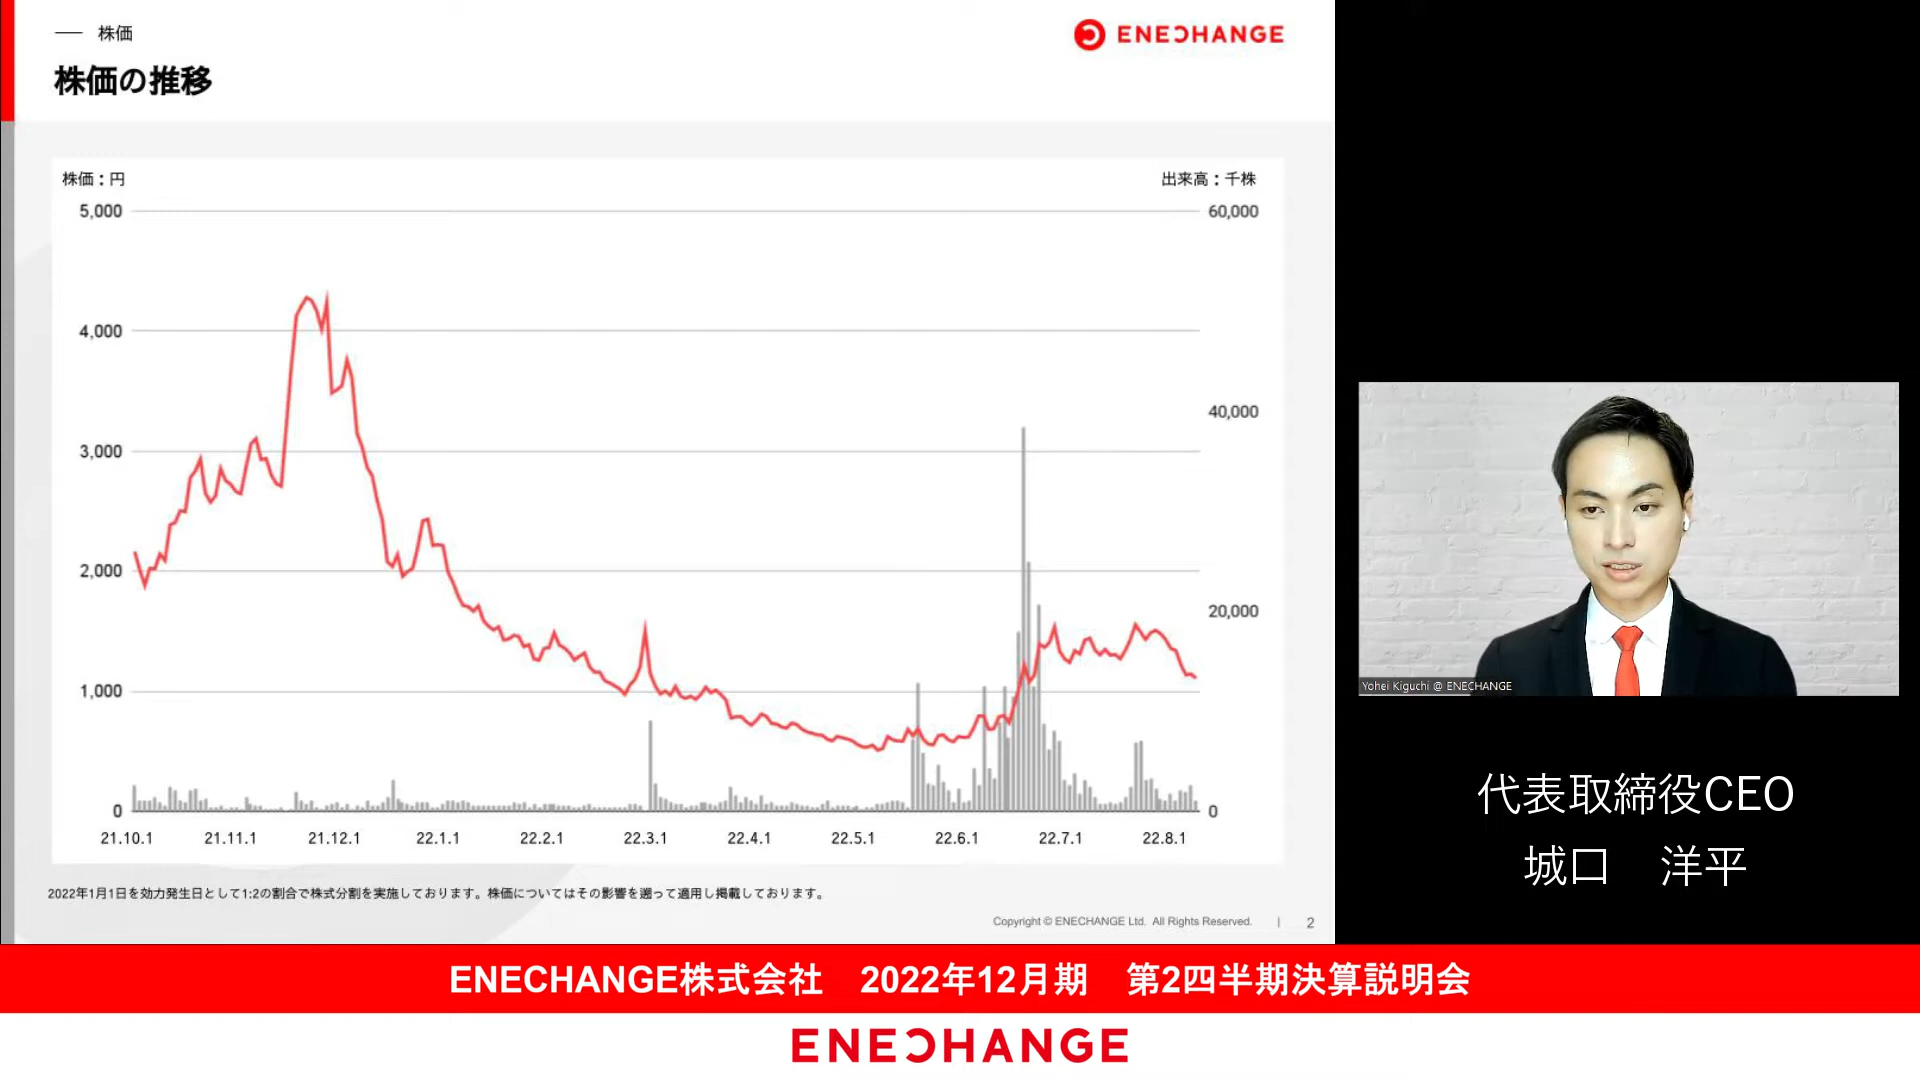 株価
ENECHANGE
株価の推移
株価：円
出来高：千株
5,000
60,000
4,000
40,000
3,000
2,000
20,000
1,000
0
0
21.10.1 21.11.1 21.12.1 22.1.1 22.2.1 22.3.1 22.4.1 22.5.1 22.6.1 22.7.1 22.8.1
2022年1月1日を効力発生日として1:2の割合で株式分割を実施しております。株価についてはその影響を遡って適用し掲載しております。
Copyright © ENECHANGE Ltd. All Rights Reserved. | 2
Yohei Kiguchi @ ENECHANGE
代表取締役CEO
城口　洋平
ENECHANGE株式会社　2022年12月期　第2四半期決算説明会
ENECHANGE